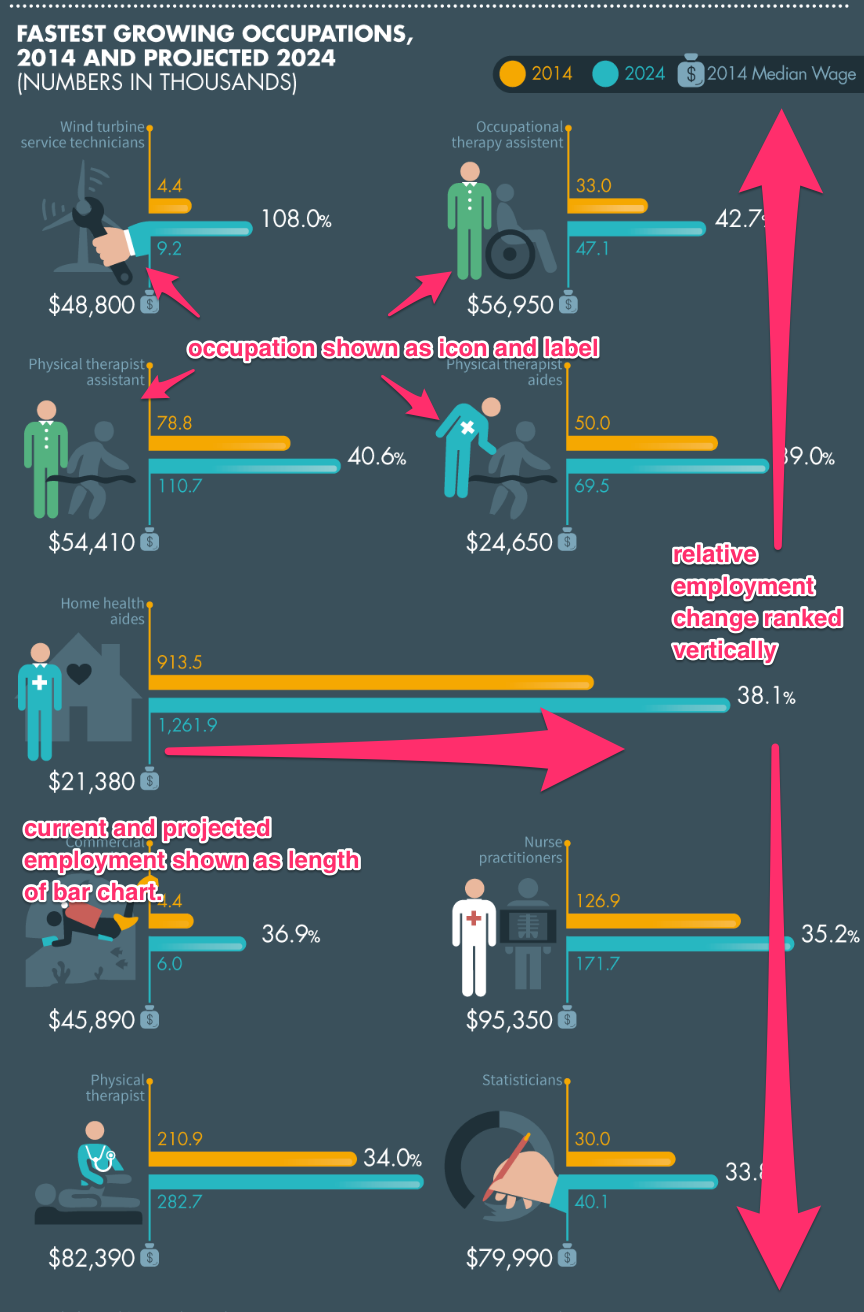 FASTEST GROWING OCCUPATIONS,
2014 AND PROJECTED 2024
(NUMBERS IN THOUSANDS)
2014 2024 $ 2014 Median Wage
Wind turbine
service technicians
4.4
108.0%
9.2
$48,800 $
Occupational
therapy assistent
33.0
42.7%
47.1
$56,950 $
occupation shown as icon and label
Physical therapist
assistant
78.8
40.6%
110.7
$54,410 $
Physical therapist
aides
50.0
39.0%
69.5
$24,650 $
relative
employment
change ranked
vertically
Home health
aides
913.5
38.1%
1,261.9
$21,380 $
current and projected
employment shown as length
of bar chart.
Commercial
4.4
36.9%
6.0
$45,890 $
Nurse
practitioners
126.9
35.2%
171.7
$95,350 $
Physical
therapist
210.9
34.0%
282.7
$82,390 $
Statisticians
30.0
33.8
40.1
$79,990 $